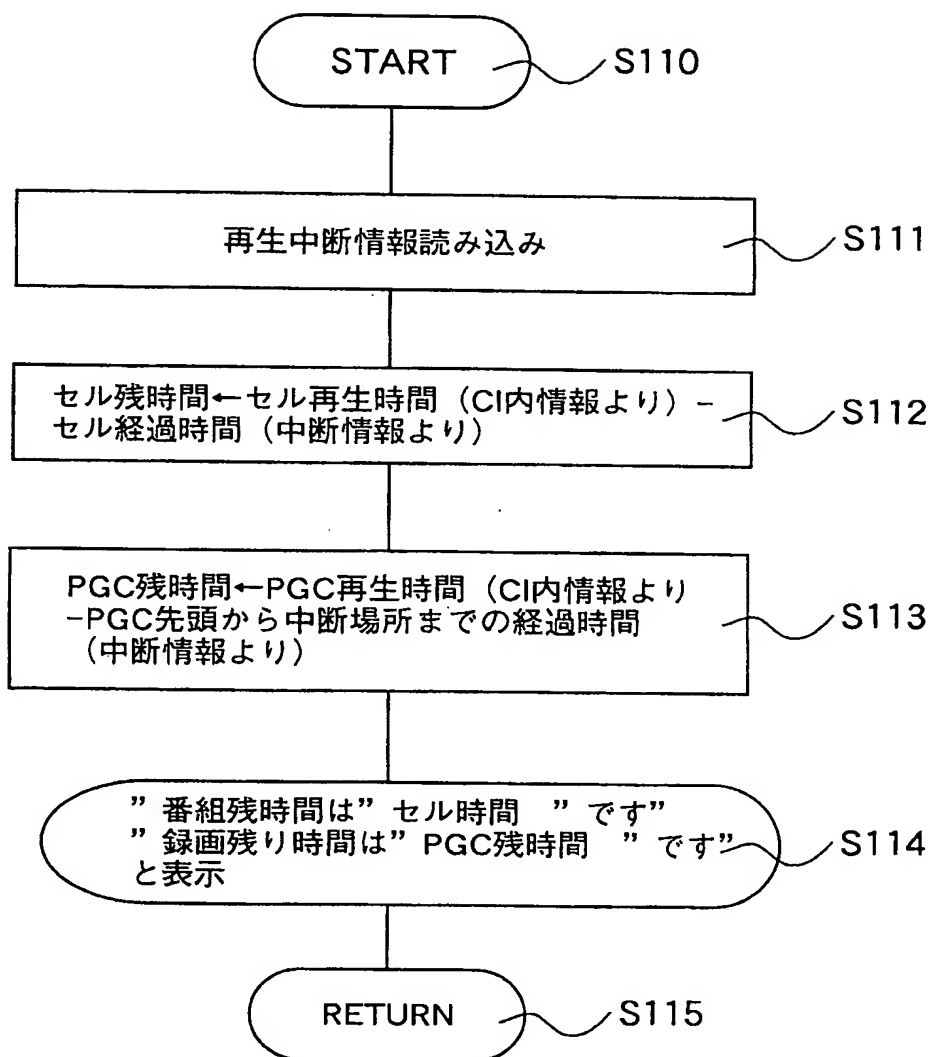 START
S110
再生中断情報読み込み
S111
セル残時間←セル再生時間（CI内情報より）-
セル経過時間（中断情報より）
S112
PGC残時間←PGC再生時間（CI内情報より
-PGC先頭から中断場所までの経過時間
（中断情報より）
S113
” 番組残時間は” セル時間　” です”
” 録画残り時間は” PGC残時間　” です”
と表示
S114
RETURN
S115